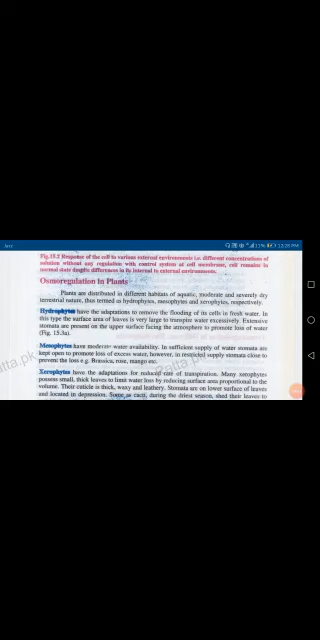 Arcc
11% 12:25 PM
Fig.15.2 Response of the cell to various external environments i.e. different concentrations of
solution without any regulation with control system at cell membrane, cell remains in
normal state despite differences in its internal to external environments.
Osmoregulation in Plants
Plants are distributed in different habitats of aquatic, moderate and severely dry
terrestrial nature, thus termed as hydrophytes, mesophytes and xerophytes, respectively.
Hydrophytes have the adaptations to remove the flooding of its cells in fresh water. In
this type the surface area of leaves is very large to transpire water excessively. Extensive
stomata are present on the upper surface facing the atmosphere to promote loss of water
(Fig. 15.3a).
Mesophytes have moderate water availability. In sufficient supply of water stomata are
kept open to promote loss of excess water, however, in restricted supply stomata close to
prevent the loss e.g. Brassica, rose, mango etc.
Xerophytes have the adaptations for reduced rate of transpiration. Many xerophytes
possess small, thick leaves to limit water loss by reducing surface area proportional to the
volume. Their cuticle is thick, waxy and leathery. Stomata are on lower surface of leaves
and located in depression. Some as cacti, during the driest season, shed their leaves to